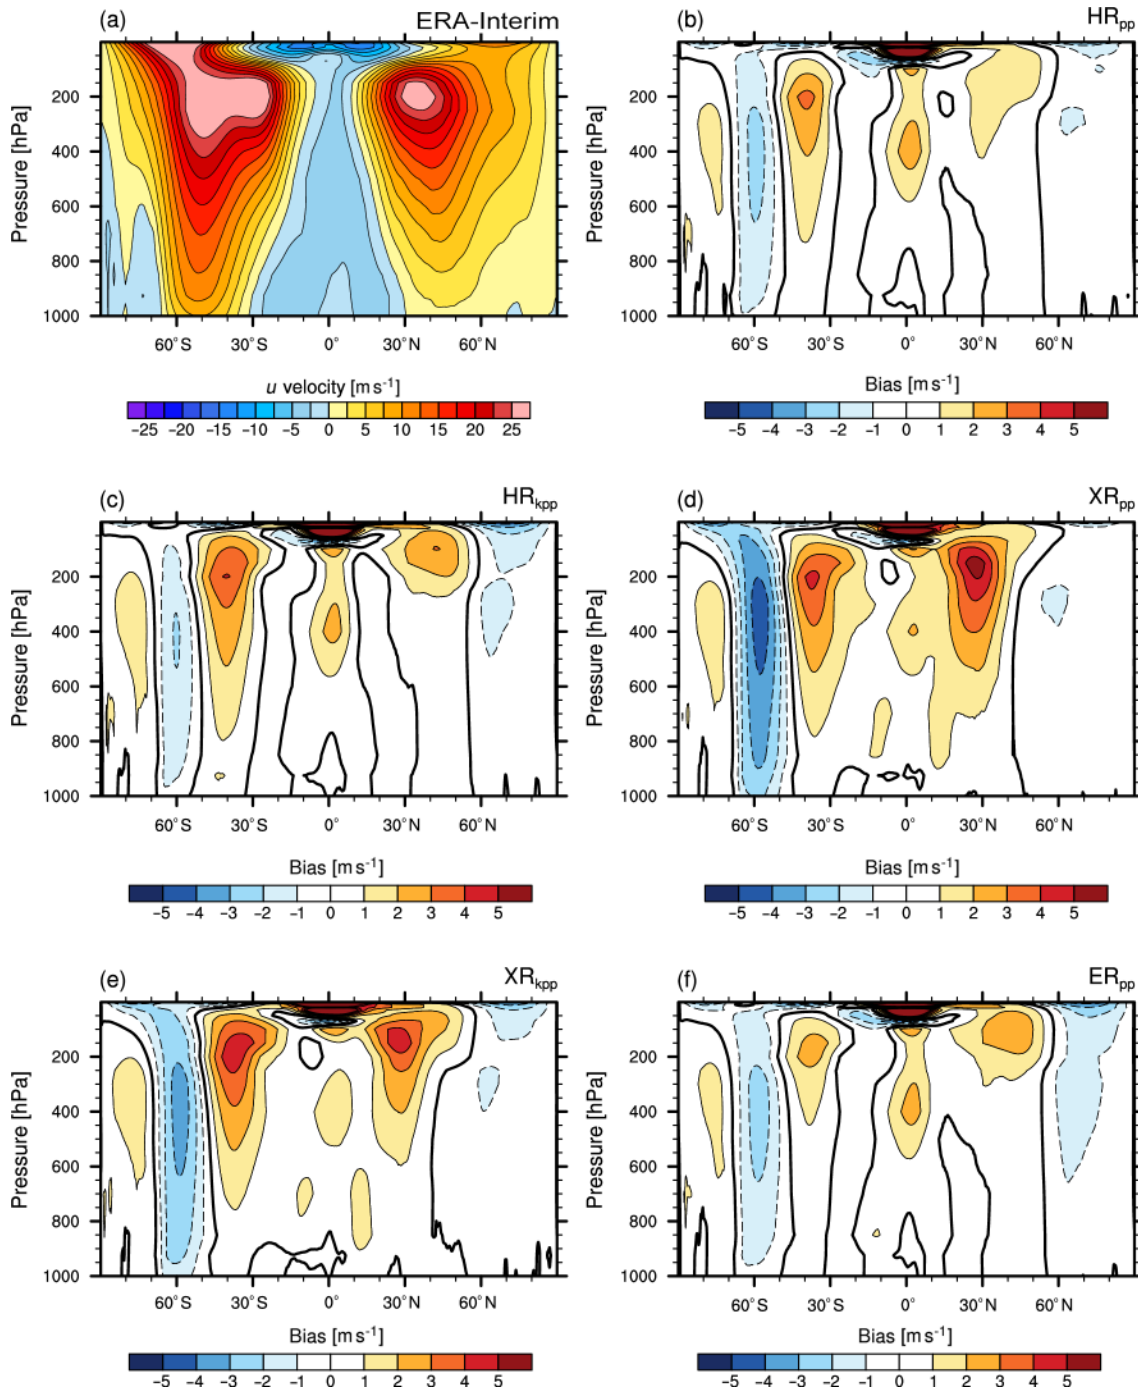 (a) ERA-Interim
Pressure [hPa]
200
400
600
800
1000
60°S 30°S 0° 30°N 60°N
u velocity [m s⁻¹]
−25 −20 −15 −10 −5 0 5 10 15 20 25
(b) HRpp
Pressure [hPa]
200
400
600
800
1000
60°S 30°S 0° 30°N 60°N
Bias [m s⁻¹]
−5 −4 −3 −2 −1 0 1 2 3 4 5
(c) HRkpp
Pressure [hPa]
200
400
600
800
1000
60°S 30°S 0° 30°N 60°N
Bias [m s⁻¹]
−5 −4 −3 −2 −1 0 1 2 3 4 5
(d) XRpp
Pressure [hPa]
200
400
600
800
1000
60°S 30°S 0° 30°N 60°N
Bias [m s⁻¹]
−5 −4 −3 −2 −1 0 1 2 3 4 5
(e) XRkpp
Pressure [hPa]
200
400
600
800
1000
60°S 30°S 0° 30°N 60°N
Bias [m s⁻¹]
−5 −4 −3 −2 −1 0 1 2 3 4 5
(f) ERpp
Pressure [hPa]
200
400
600
800
1000
60°S 30°S 0° 30°N 60°N
Bias [m s⁻¹]
−5 −4 −3 −2 −1 0 1 2 3 4 5